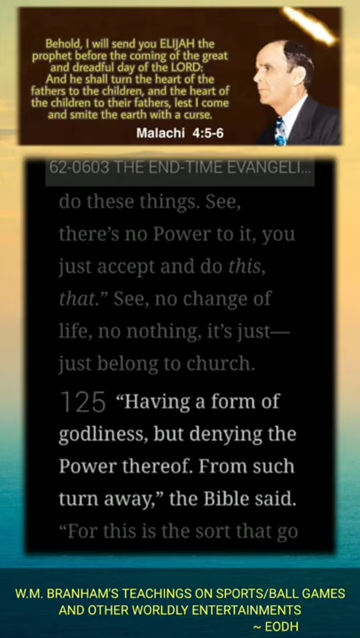 Behold, I will send you ELIJAH the
prophet before the coming of the great
and dreadful day of the LORD:
And he shall turn the heart of the
fathers to the children, and the heart of
the children to their fathers, lest I come
and smite the earth with a curse.
Malachi 4:5-6
62-0603 THE END-TIME EVANGELI...
do these things. See,
there's no Power to it, you
just accept and do this,
that.” See, no change of
life, no nothing, it's just—
just belong to church.
125 “Having a form of
godliness, but denying the
Power thereof. From such
turn away,” the Bible said.
“For this is the sort that go
W.M. BRANHAM'S TEACHINGS ON SPORTS/BALL GAMES
AND OTHER WORLDLY ENTERTAINMENTS
~ EODH